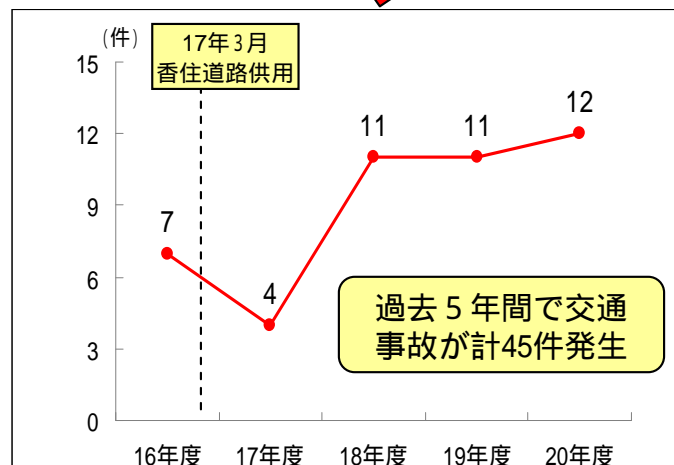 (件)
17年3月
香住道路供用
15
12
9
6
3
0
7
4
11
11
12
過去5年間で交通
事故が計45件発生
16年度 17年度 18年度 19年度 20年度